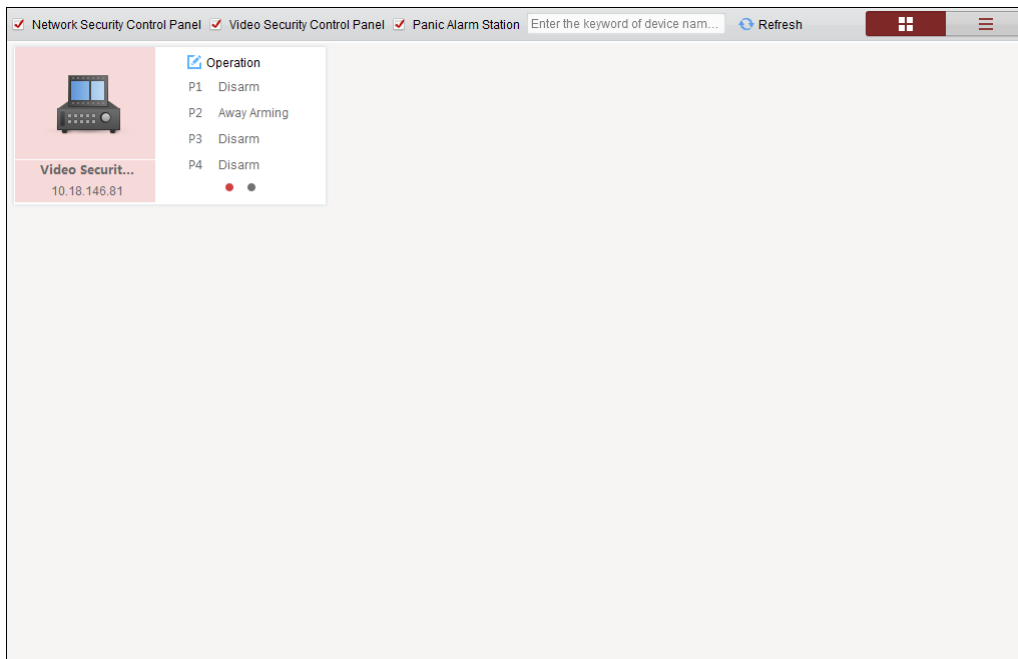 Network Security Control Panel Video Security Control Panel Panic Alarm Station Enter the keyword of device nam... Refresh
Operation
P1 Disarm
P2 Away Arming
P3 Disarm
P4 Disarm
Video Securit...
10.18.146.81